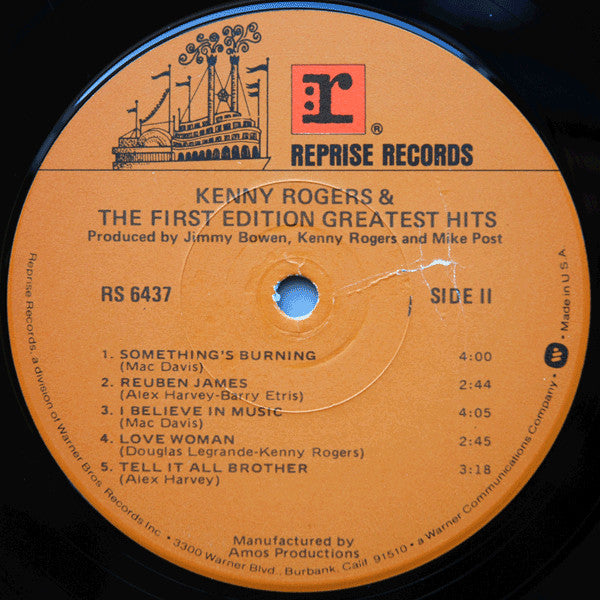 r
®
REPRISE RECORDS
KENNY ROGERS &
THE FIRST EDITION GREATEST HITS
Produced by Jimmy Bowen, Kenny Rogers and Mike Post
RS 6437
SIDE II
1. SOMETHING'S BURNING 4:00
(Mac Davis)
2. REUBEN JAMES 2:44
(Alex Harvey-Barry Etris)
3. I BELIEVE IN MUSIC 4:05
(Mac Davis)
4. LOVE WOMAN 2:45
(Douglas Legrande-Kenny Rogers)
5. TELL IT ALL BROTHER 3:18
(Alex Harvey)
Manufactured by
Amos Productions
Reprise Records, a division of Warner Bros. Records Inc. • 3300 Warner Blvd., Burbank, Calif. 91510 • a Warner Communications Company. • W • Made in U.S.A.